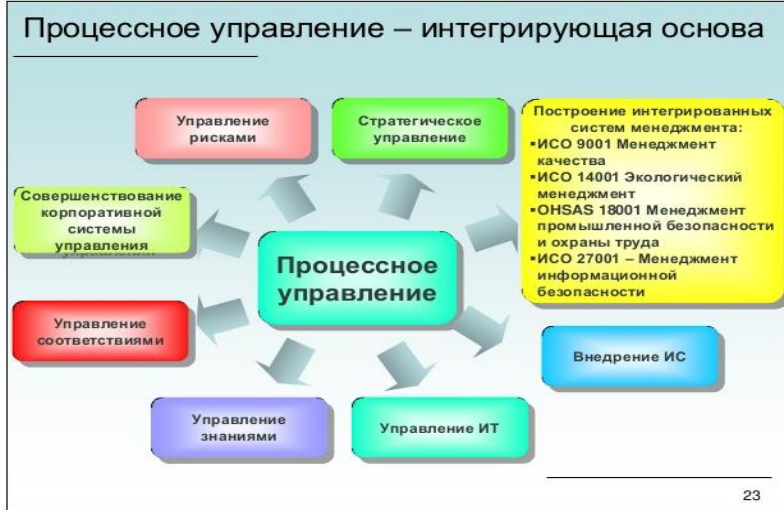 Процессное управление – интегрирующая основа
Управление
рисками
Стратегическое
управление
Построение интегрированных
систем менеджмента:
▪ИСО 9001 Менеджмент
качества
▪ИСО 14001 Экологический
менеджмент
▪OHSAS 18001 Менеджмент
промышленной безопасности
и охраны труда
▪ИСО 27001 – Менеджмент
информационной
безопасности
Совершенствование
корпоративной
системы
управления
Процессное
управление
Управление
соответствиями
Внедрение ИС
Управление
знаниями
Управление ИТ
23